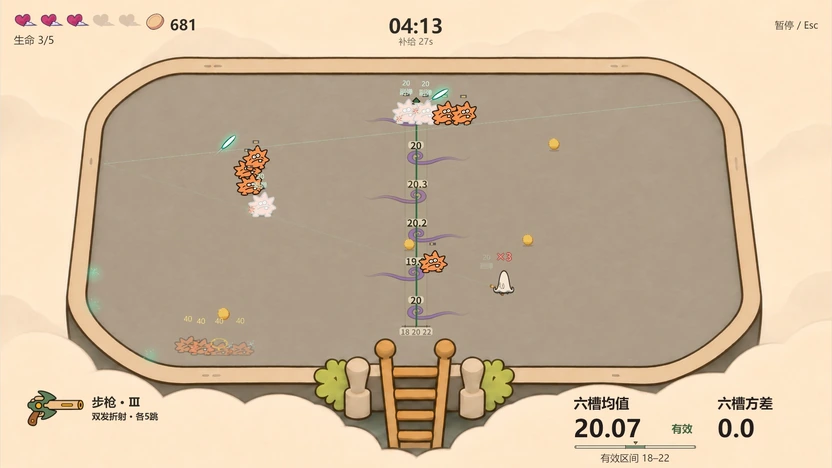 681
生命 3/5
04:13
补给 27s
暂停 / Esc
20 20
20
20.3
20.2
19.
20
18 20 22
×3
40 40 40 40
步枪·III
双发折射·各5跳
六槽均值
20.07 有效
有效区间 18–22
六槽方差
0.0